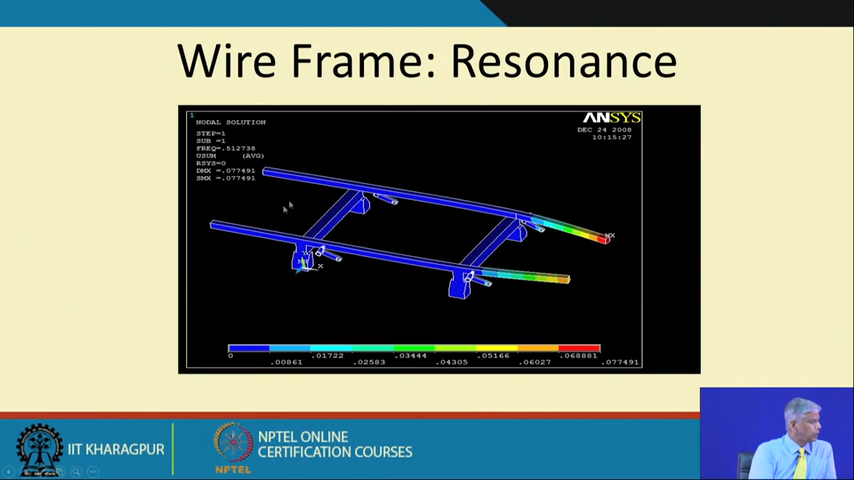 Wire Frame: Resonance
1
NODAL SOLUTION
STEP=1
SUB =1
FREQ=.512738
USUM (AVG)
RSYS=0
DMX =.077491
SMX =.077491
ANSYS
DEC 24 2008
10:15:27
MX
X
0 .01722 .03444 .05166 .068881
.00861 .02583 .04305 .06027 .077491
IIT KHARAGPUR
NPTEL
NPTEL ONLINE
CERTIFICATION COURSES